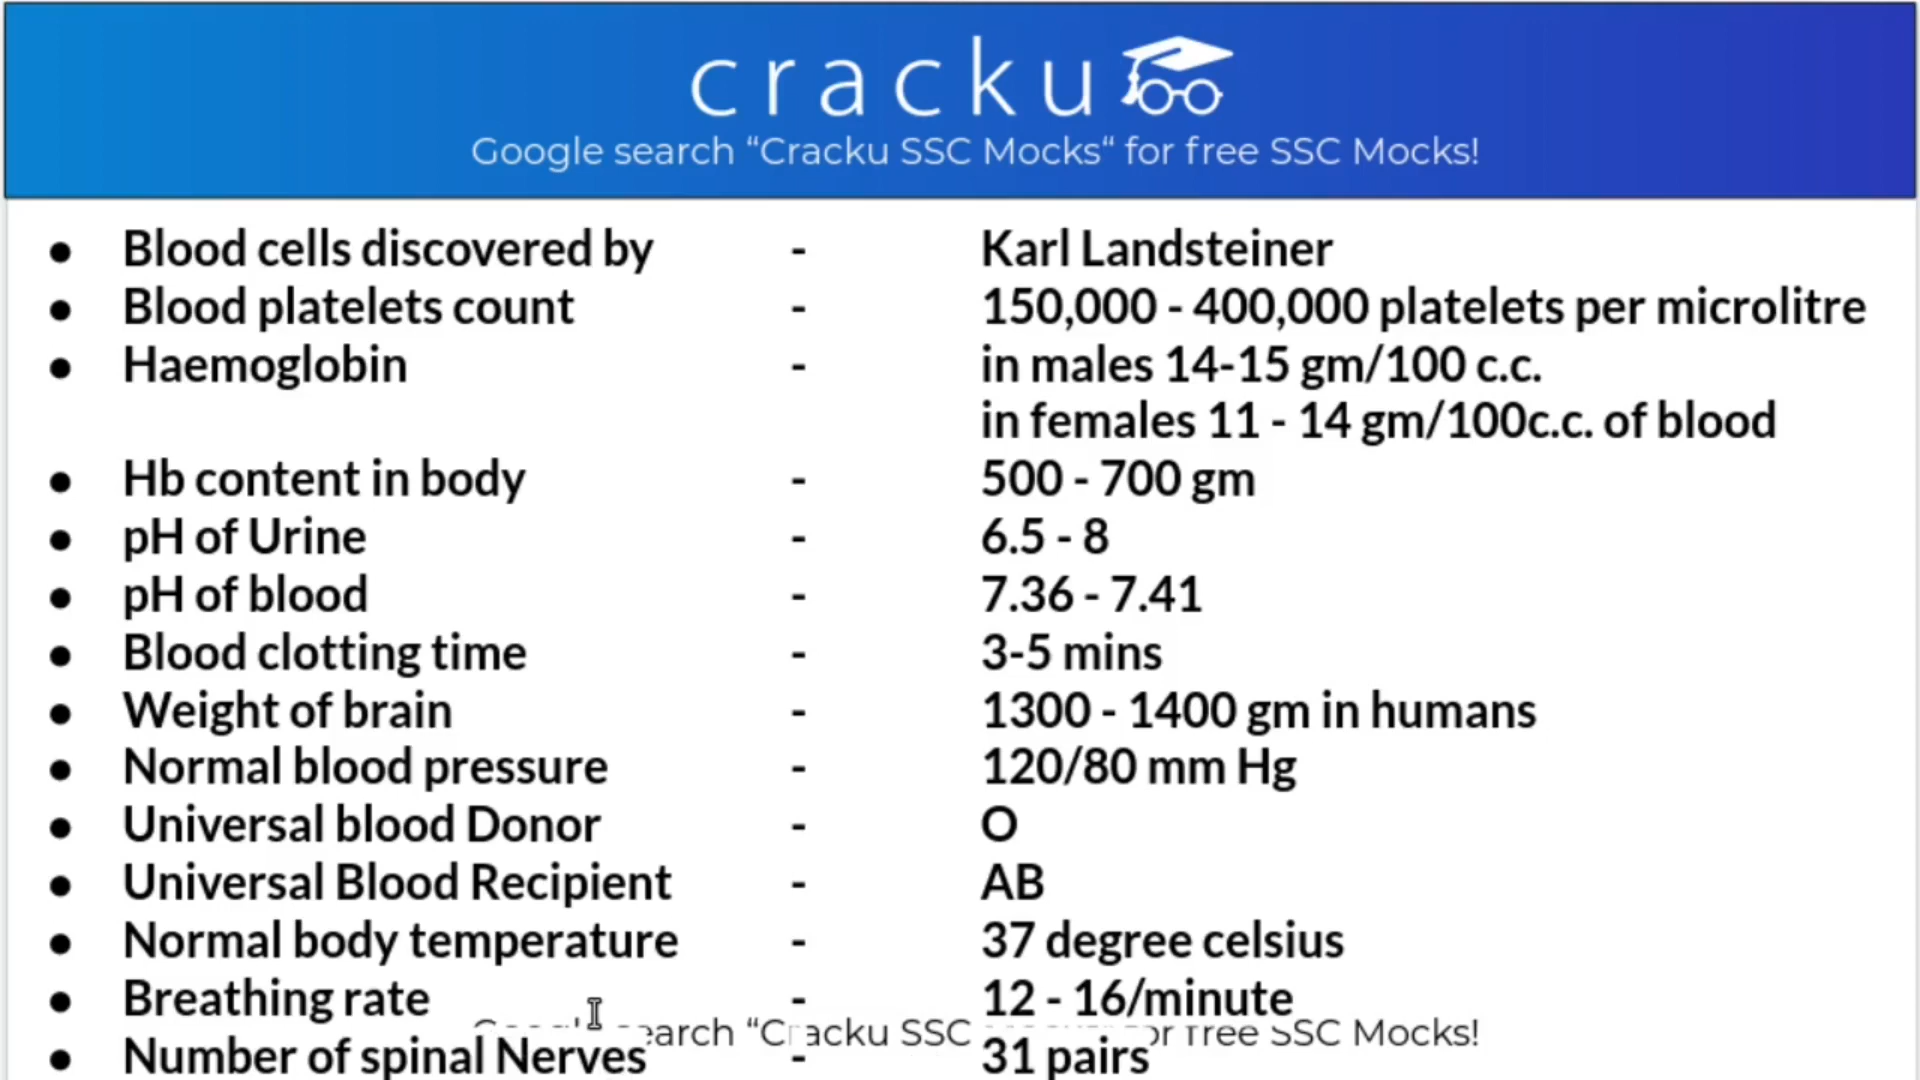 cracku
Google search “Cracku SSC Mocks“ for free SSC Mocks!
● Blood cells discovered by - Karl Landsteiner
● Blood platelets count - 150,000 - 400,000 platelets per microlitre
● Haemoglobin - in males 14-15 gm/100 c.c.
in females 11 - 14 gm/100c.c. of blood
● Hb content in body - 500 - 700 gm
● pH of Urine - 6.5 - 8
● pH of blood - 7.36 - 7.41
● Blood clotting time - 3-5 mins
● Weight of brain - 1300 - 1400 gm in humans
● Normal blood pressure - 120/80 mm Hg
● Universal blood Donor - O
● Universal Blood Recipient - AB
● Normal body temperature - 37 degree celsius
● Breathing rate - 12 - 16/minute
“Cracku SSC free SSC Mocks!
● Number of spinal Nerves - 31 pairs